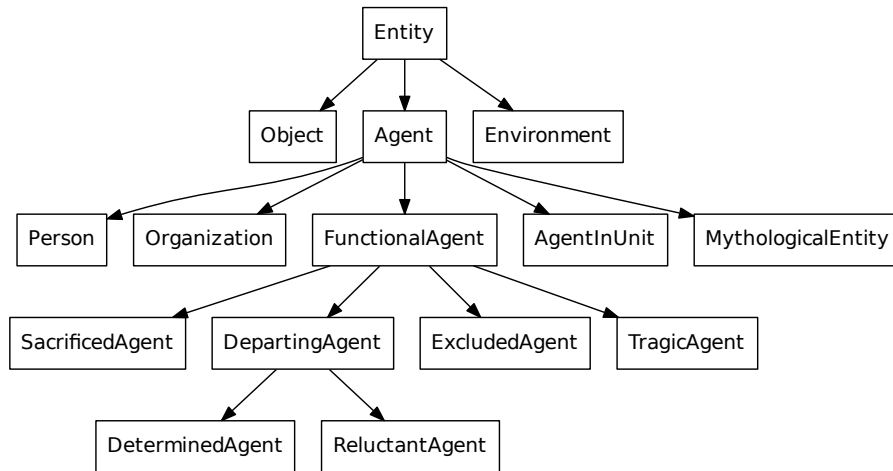 Entity
Object
Agent
Environment
Person
Organization
FunctionalAgent
AgentInUnit
MythologicalEntity
SacrificedAgent
DepartingAgent
ExcludedAgent
TragicAgent
DeterminedAgent
ReluctantAgent